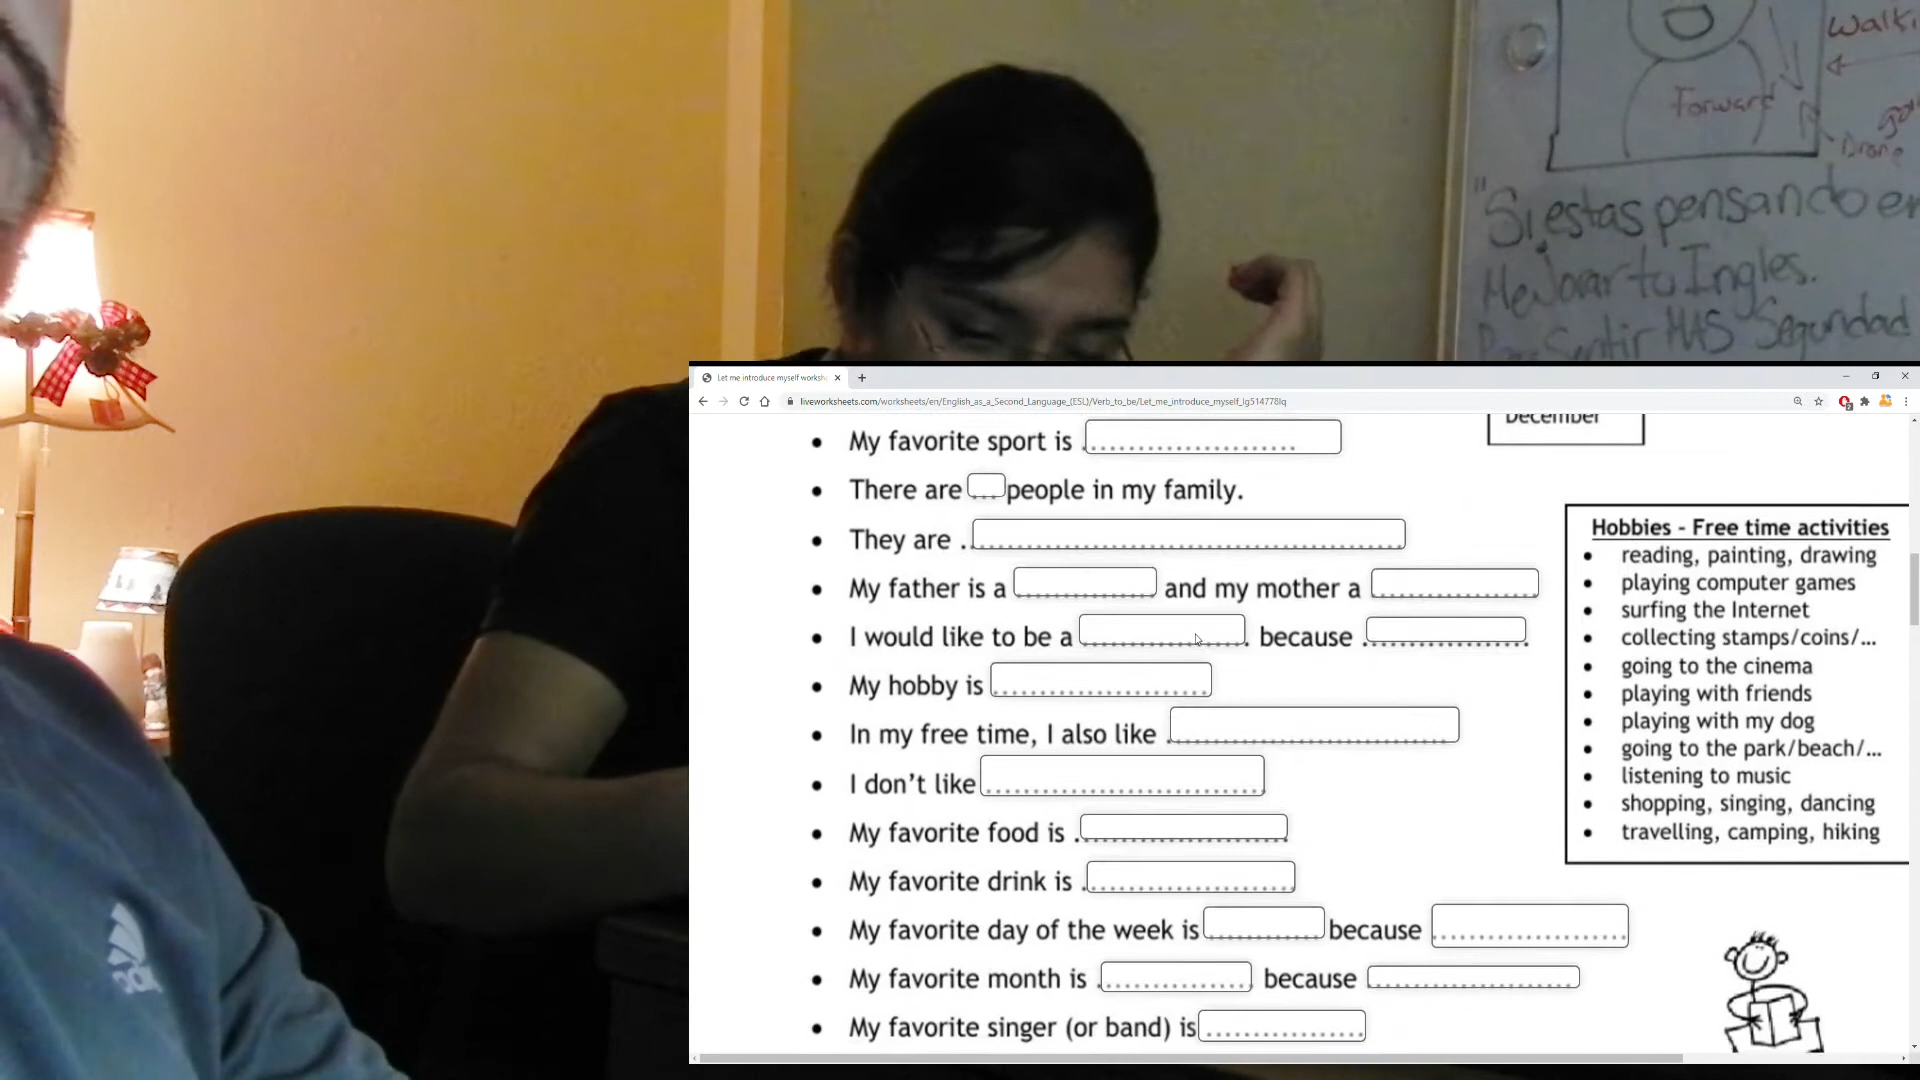 Forward
Drone
"Si estas pensando en
Mejorar tu Ingles.
Para Sentir MAS Seguridad
Let me introduce myself worksh
liveworksheets.com/worksheets/en/English_as_a_Second_Language_(ESL)/Verb_to_be/Let_me_introduce_myself_lg514778lq
December
• My favorite sport is
• There are people in my family.
• They are
• My father is a and my mother a
• I would like to be a because
• My hobby is
• In my free time, I also like
• I don't like
• My favorite food is
• My favorite drink is
• My favorite day of the week is because
• My favorite month is because
• My favorite singer (or band) is
Hobbies - Free time activities
• reading, painting, drawing
• playing computer games
• surfing the Internet
• collecting stamps/coins/...
• going to the cinema
• playing with friends
• playing with my dog
• going to the park/beach/...
• listening to music
• shopping, singing, dancing
• travelling, camping, hiking